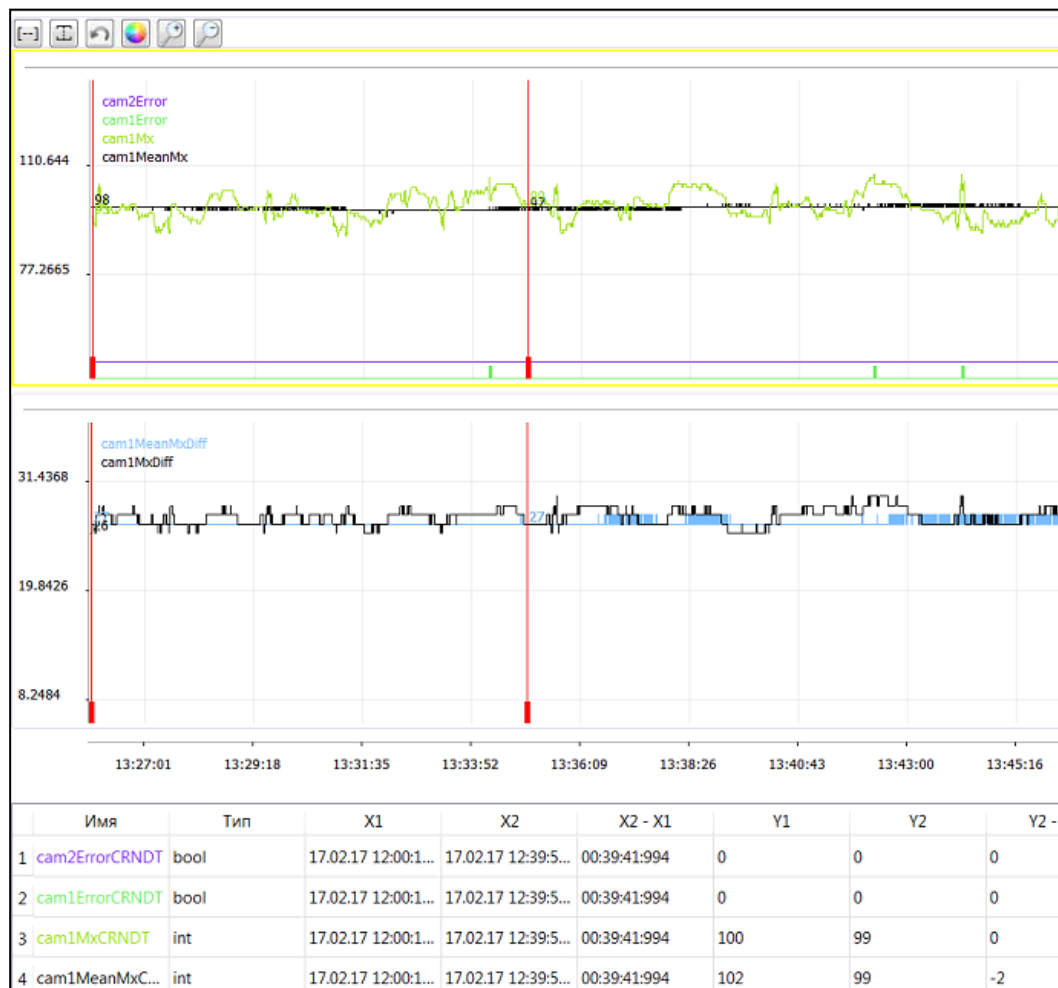 [--]
cam2Error
cam1Error
cam1Mx
cam1MeanMx
110.644
98
99
97
77.2665
cam1MeanMxDiff
cam1MxDiff
31.4368
26
27
19.8426
8.2484
13:27:01 13:29:18 13:31:35 13:33:52 13:36:09 13:38:26 13:40:43 13:43:00 13:45:16
Имя Тип X1 X2 X2 - X1 Y1 Y2 Y2 -
1 cam2ErrorCRNDT bool 17.02.17 12:00:1... 17.02.17 12:39:5... 00:39:41:994 0 0 0
2 cam1ErrorCRNDT bool 17.02.17 12:00:1... 17.02.17 12:39:5... 00:39:41:994 0 0 0
3 cam1MxCRNDT int 17.02.17 12:00:1... 17.02.17 12:39:5... 00:39:41:994 100 99 0
4 cam1MeanMxC... int 17.02.17 12:00:1... 17.02.17 12:39:5... 00:39:41:994 102 99 -2